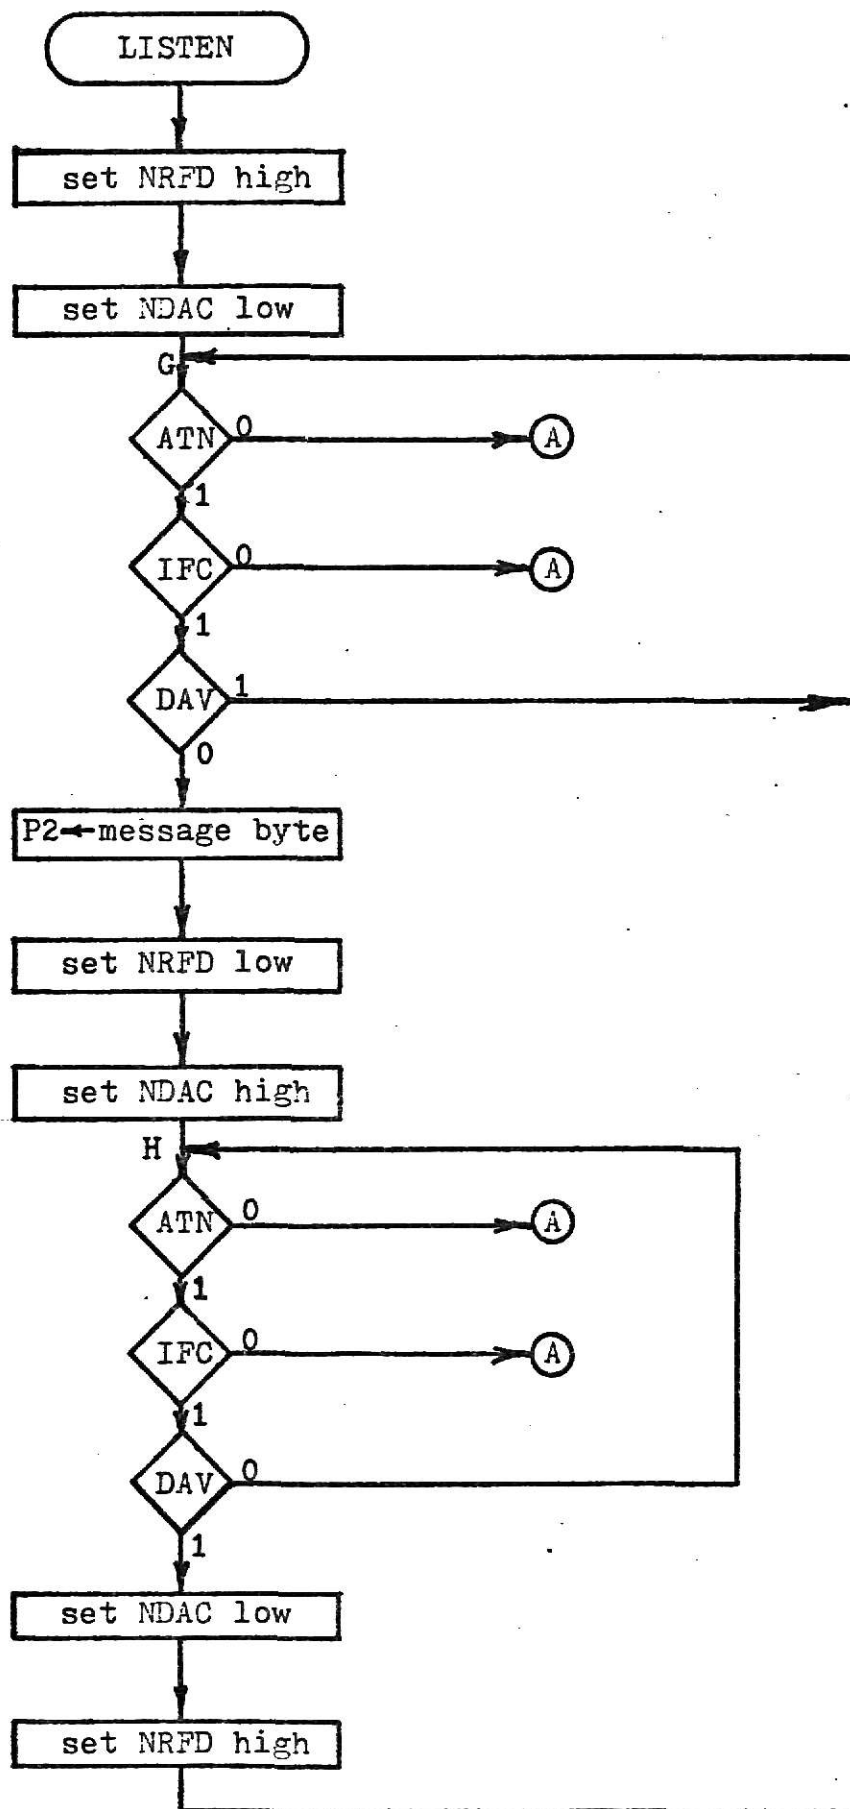 LISTEN
set NRFD high
set NDAC low
G
ATN 0 A
1
IFC 0 A
1
DAV 1
0
P2←message byte
set NRFD low
set NDAC high
H
ATN 0 A
1
IFC 0 A
1
DAV 0
1
set NDAC low
set NRFD high